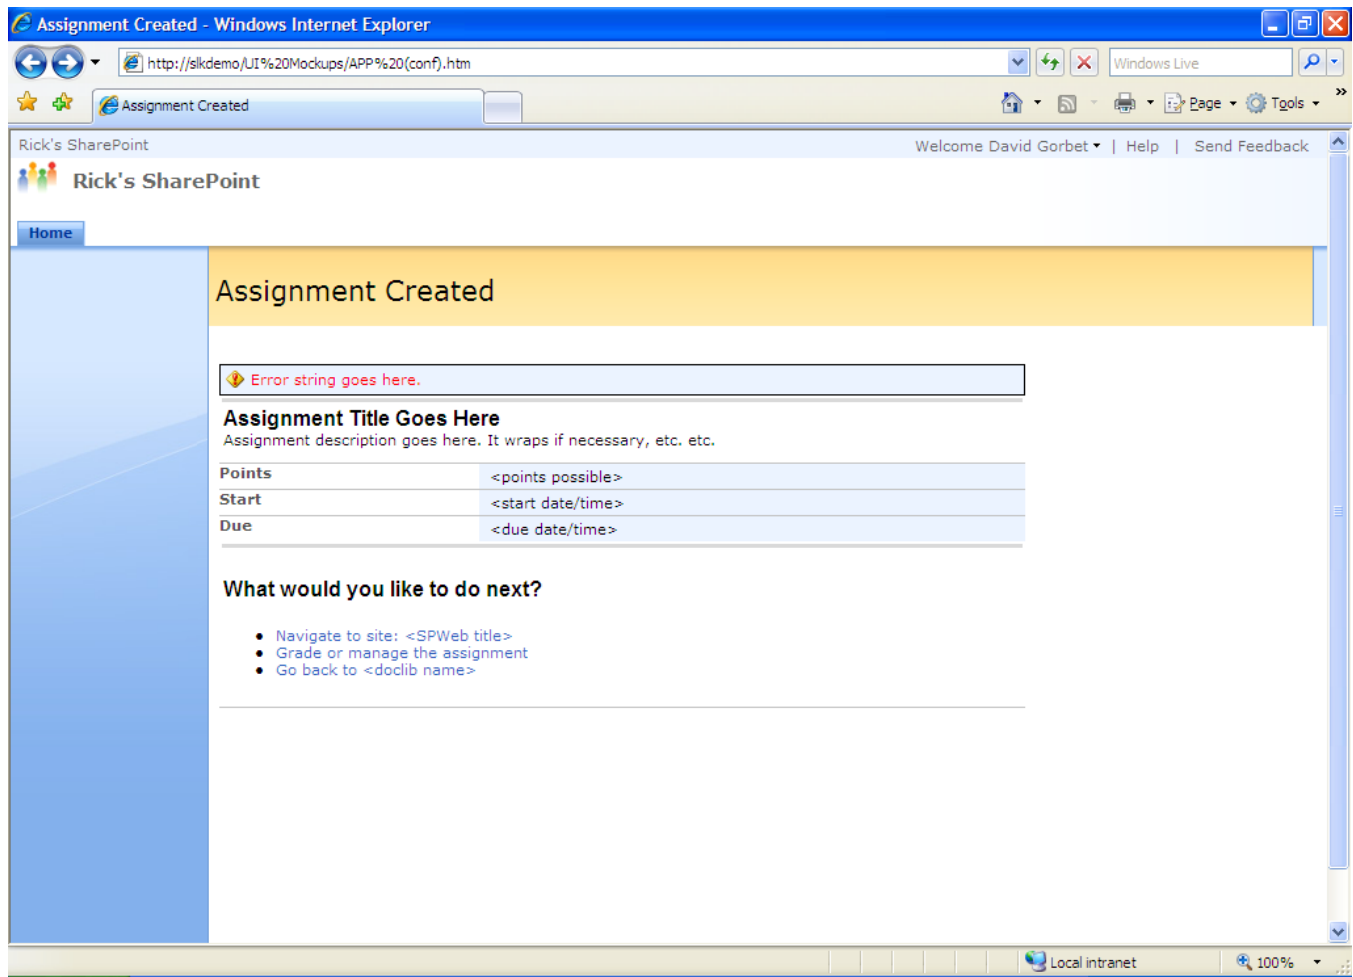 Assignment Created - Windows Internet Explorer
http://slkdemo/UI%20Mockups/APP%20(conf).htm
Windows Live
Assignment Created
Page
Tools
Rick's SharePoint
Welcome David Gorbet | Help | Send Feedback
Rick's SharePoint
Home
Assignment Created
Error string goes here.
Assignment Title Goes Here
Assignment description goes here. It wraps if necessary, etc. etc.
Points <points possible>
Start <start date/time>
Due <due date/time>
What would you like to do next?
Navigate to site: <SPWeb title>
Grade or manage the assignment
Go back to <doclib name>
Local intranet
100%